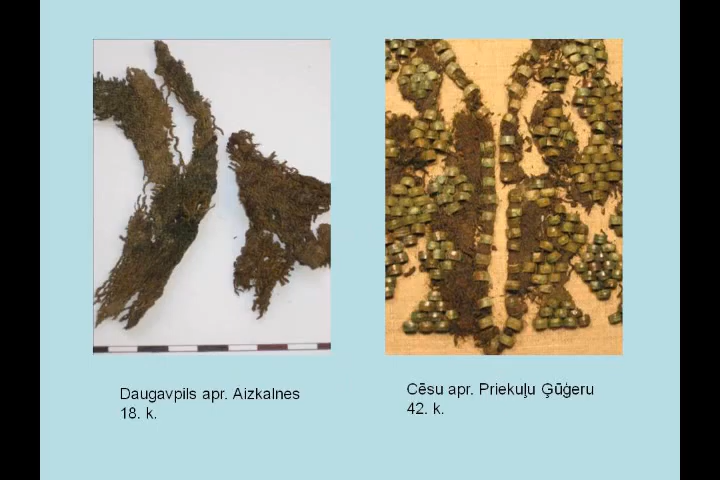 Daugavpils apr. Aizkalnes
18. k.
Cēsu apr. Priekuļu Ģūģeru
42. k.